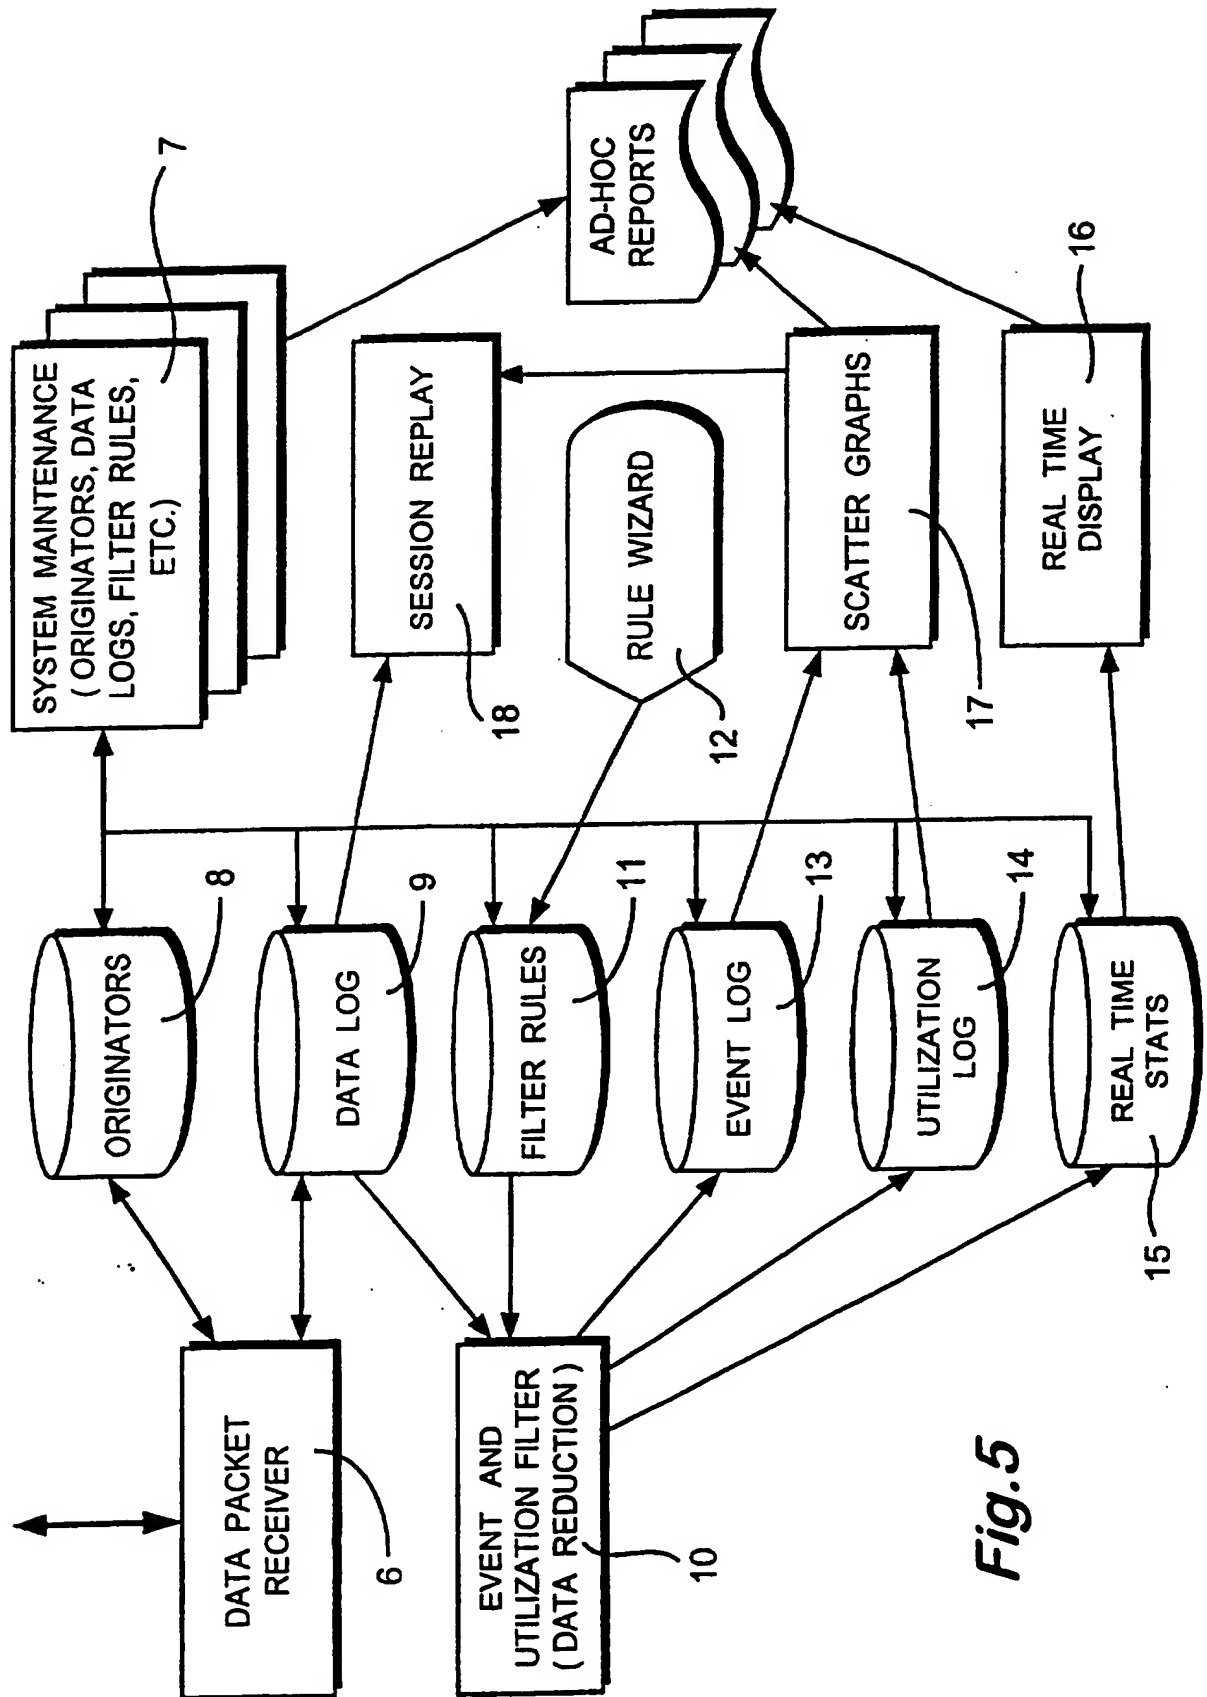 DATA PACKET
RECEIVER
6
EVENT AND
UTILIZATION FILTER
(DATA REDUCTION)
10
ORIGINATORS
8
DATA LOG
9
FILTER RULES
11
EVENT LOG
13
UTILIZATION
LOG
14
REAL TIME
STATS
15
SYSTEM MAINTENANCE
(ORIGINATORS, DATA
LOGS, FILTER RULES,
ETC.)
7
SESSION REPLAY
18
RULE WIZARD
12
SCATTER GRAPHS
17
REAL TIME
DISPLAY
16
AD-HOC
REPORTS
Fig.5